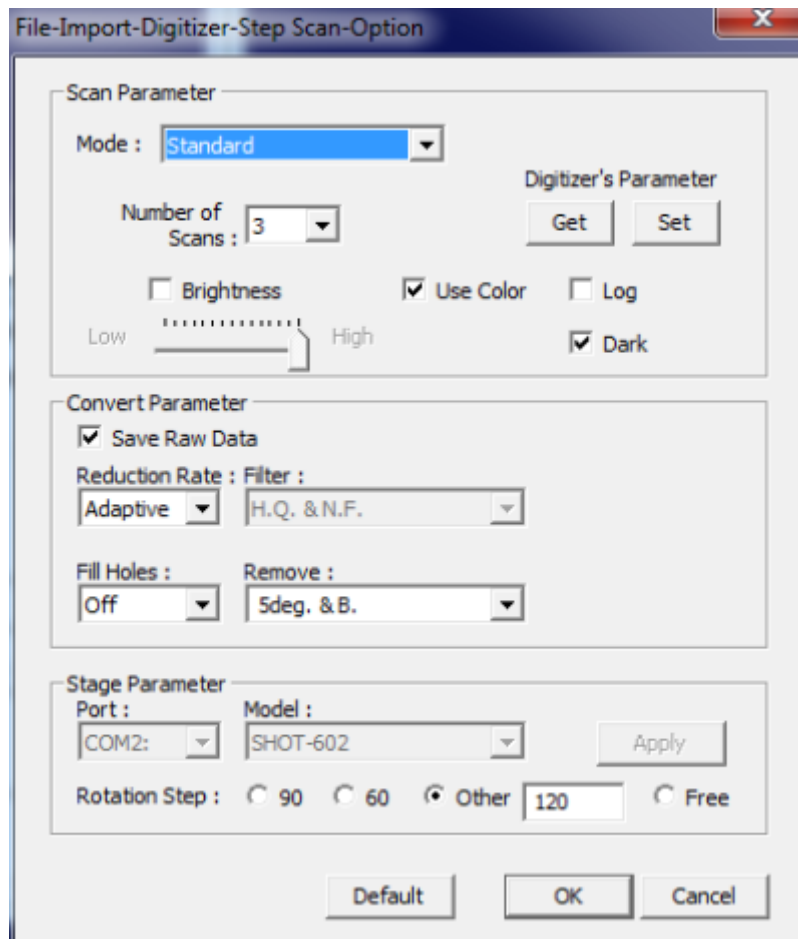 File-Import-Digitizer-Step Scan-Option
Scan Parameter
Mode : Standard
Digitizer's Parameter
Number of Scans : 3
Get Set
Brightness Use Color Log
Low High
Dark
Convert Parameter
Save Raw Data
Reduction Rate : Filter :
Adaptive H.Q. & N.F.
Fill Holes : Remove :
Off 5deg. & B.
Stage Parameter
Port : Model :
COM2: SHOT-602 Apply
Rotation Step : 90 60 Other 120 Free
Default OK Cancel